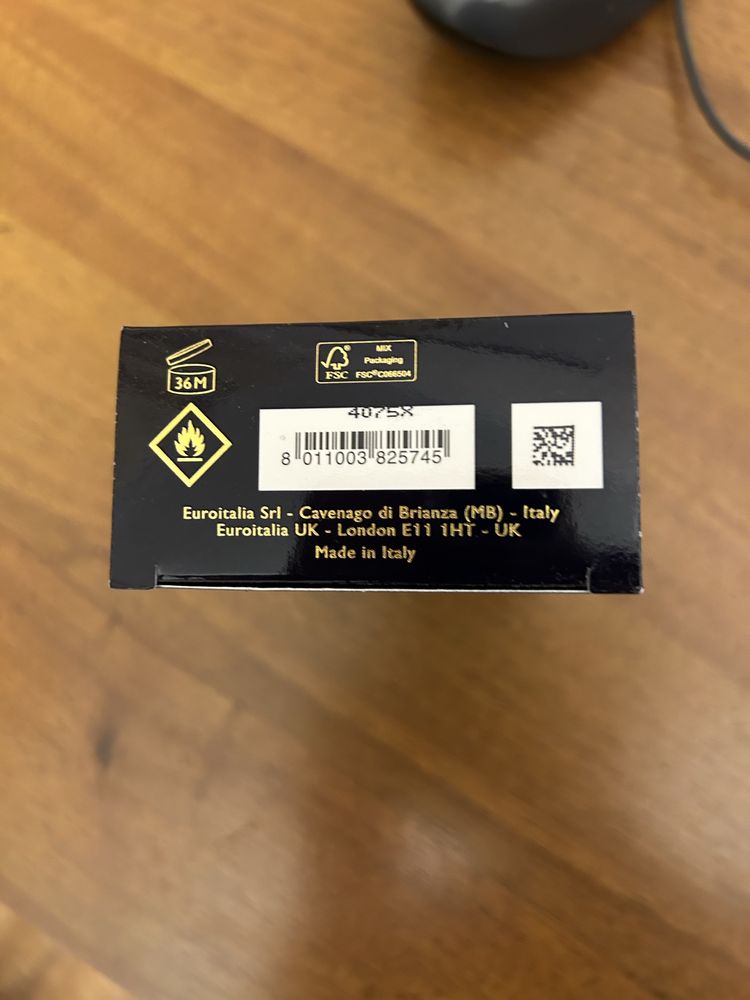 36M
FSC®
MIX
Packaging
FSC®C066504
4075X
8 011003 825745
Euroitalia Srl - Cavenago di Brianza (MB) - Italy
Euroitalia UK - London E11 1HT - UK
Made in Italy